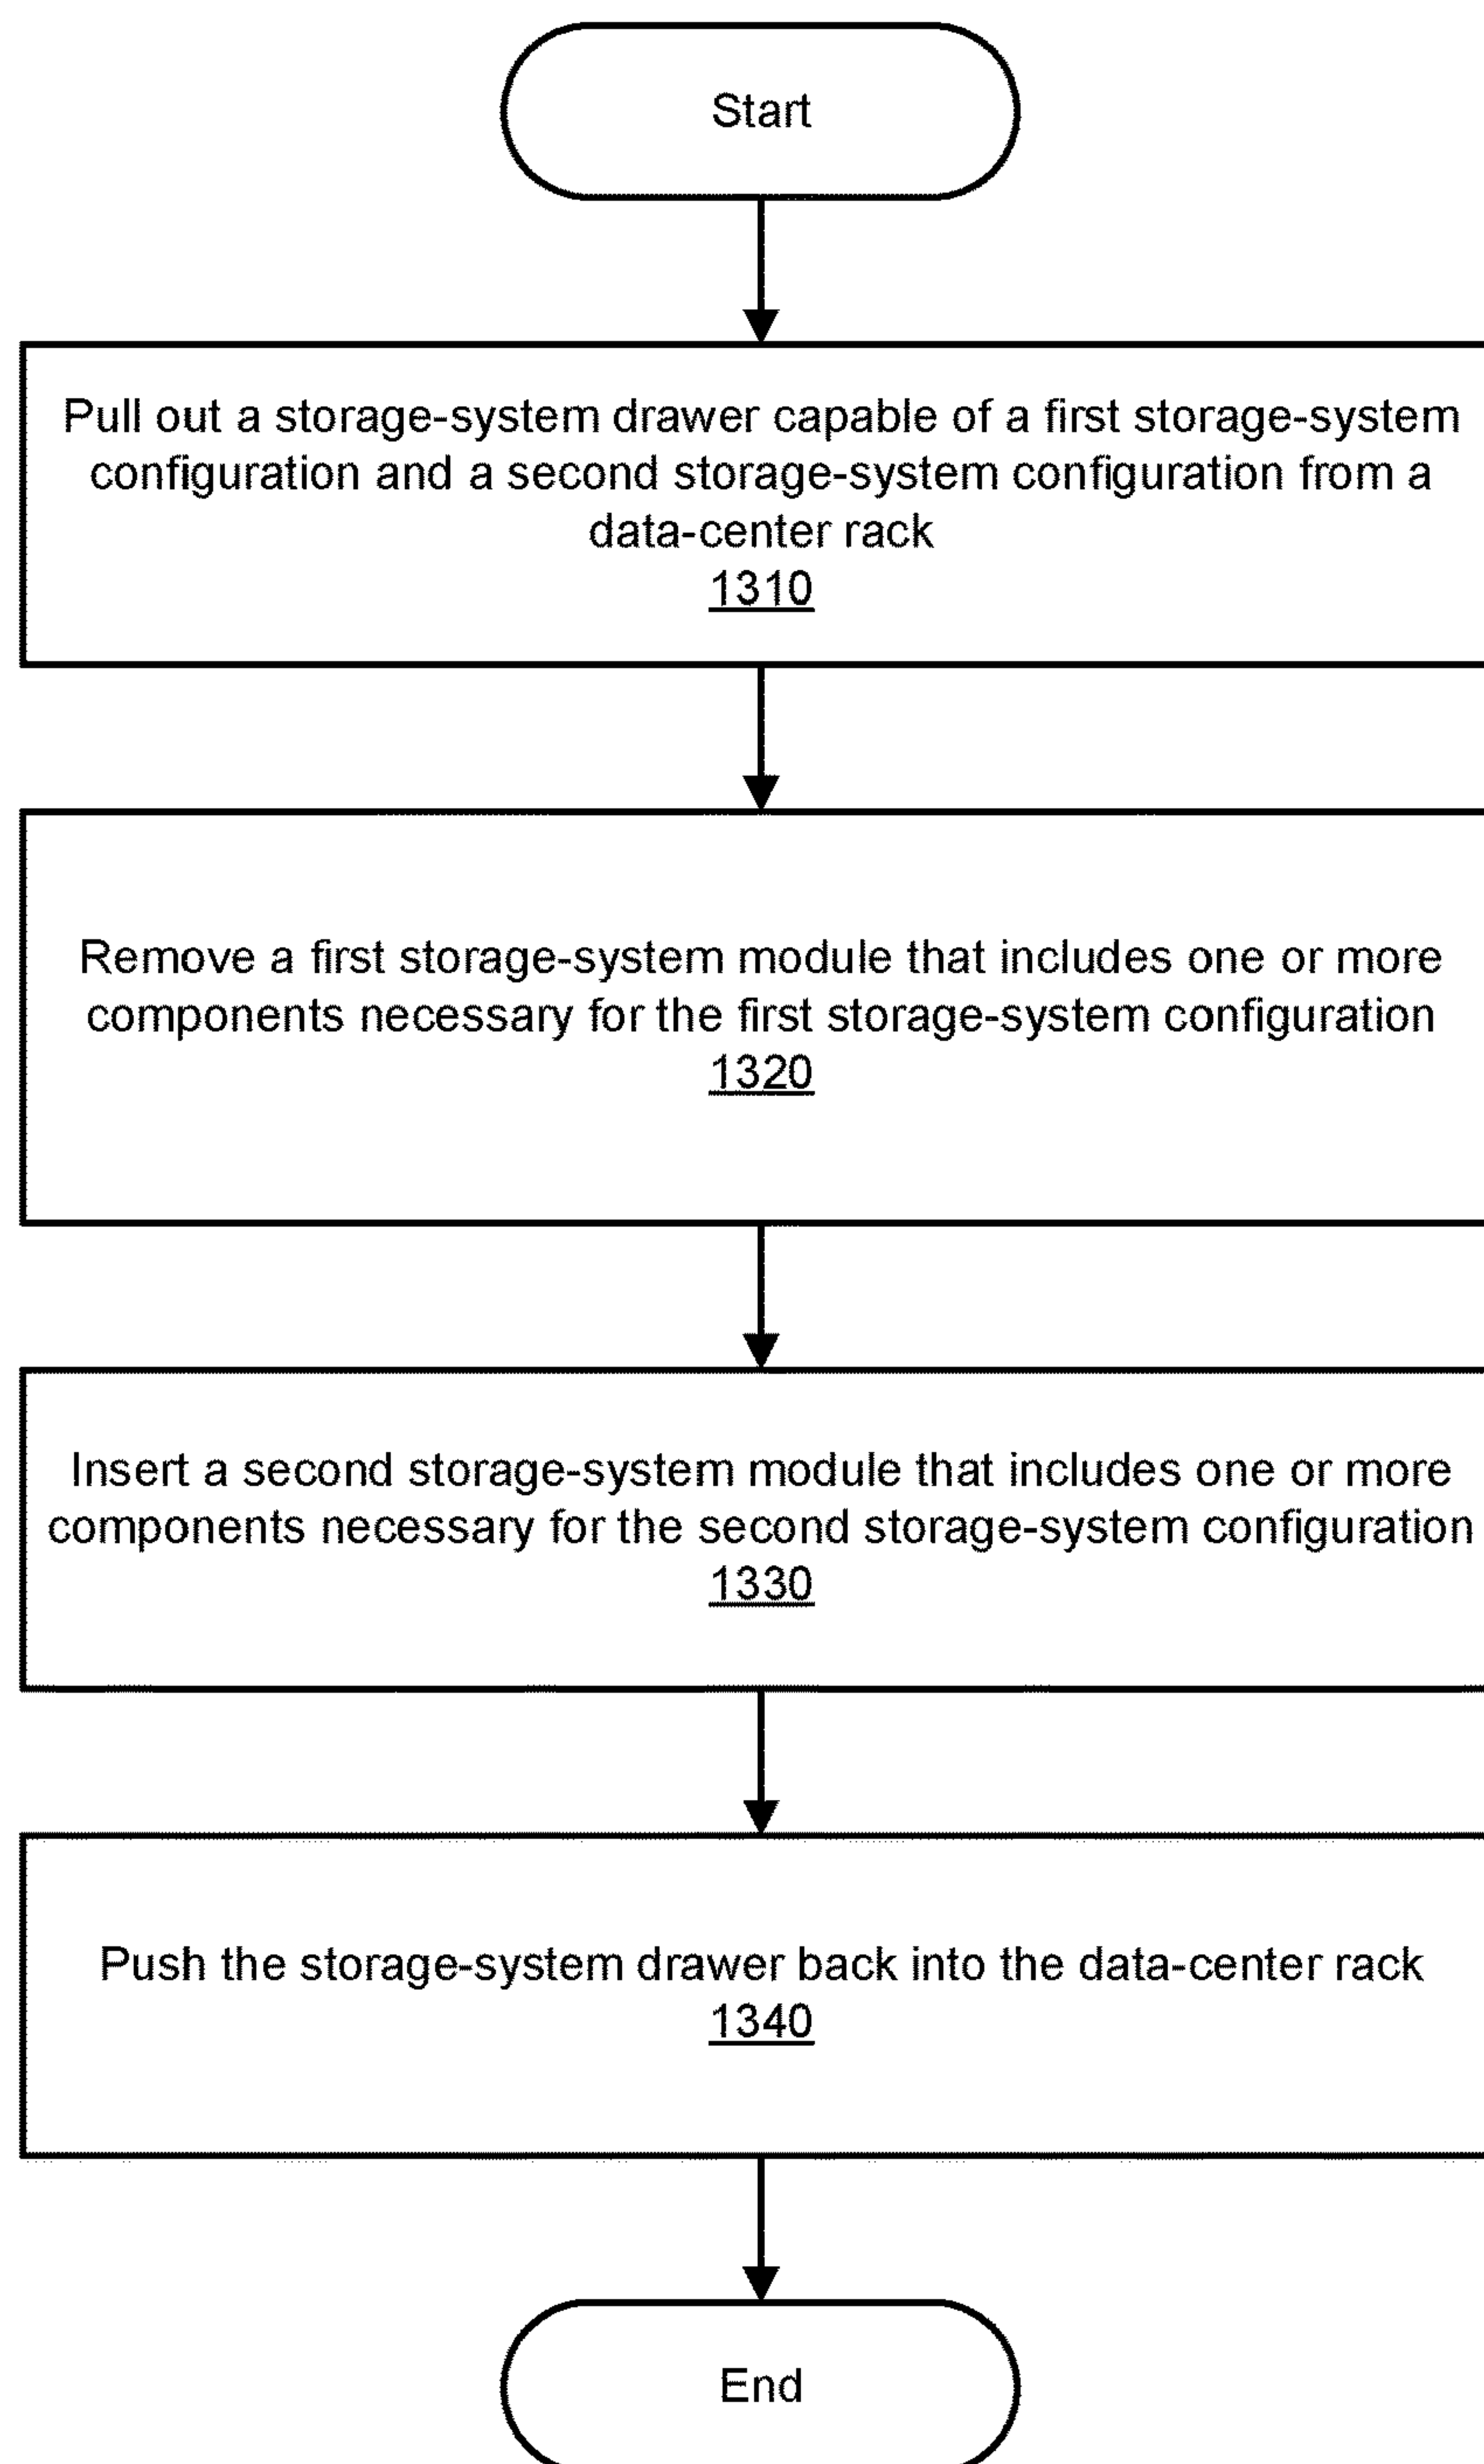 Start
Pull out a storage-system drawer capable of a first storage-system
configuration and a second storage-system configuration from a
data-center rack
1310
Remove a first storage-system module that includes one or more
components necessary for the first storage-system configuration
1320
Insert a second storage-system module that includes one or more
components necessary for the second storage-system configuration
1330
Push the storage-system drawer back into the data-center rack
1340
End